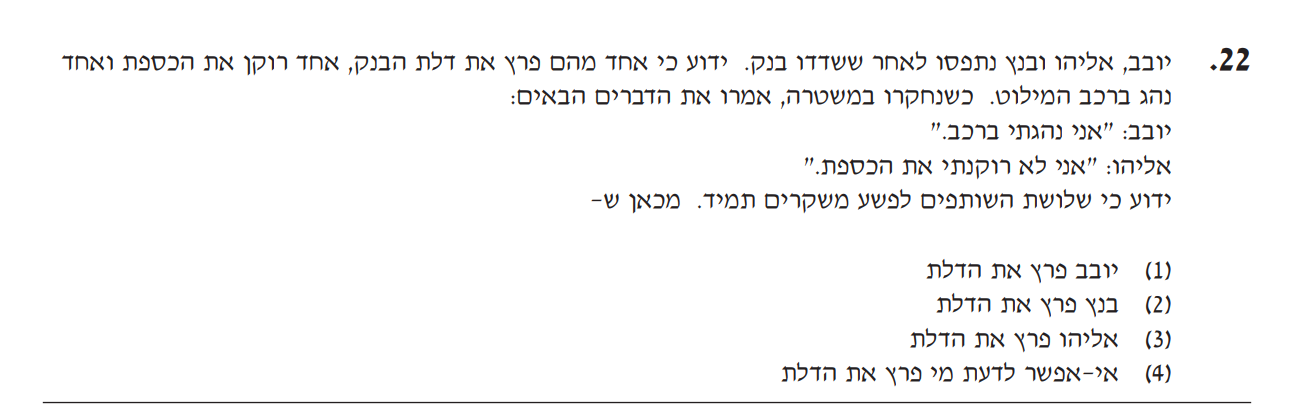 22. יובב, אליהו ובנץ נתפסו לאחר ששדדו בנק. ידוע כי אחד מהם פרץ את דלת הבנק, אחד רוקן את הכספת ואחד
נהג ברכב המילוט. כשנחקרו במשטרה, אמרו את הדברים הבאים:
יובב: "אני נהגתי ברכב."
אליהו: "אני לא רוקנתי את הכספת."
ידוע כי שלושת השותפים לפשע משקרים תמיד. מכאן ש-
(1) יובב פרץ את הדלת
(2) בנץ פרץ את הדלת
(3) אליהו פרץ את הדלת
(4) אי-אפשר לדעת מי פרץ את הדלת